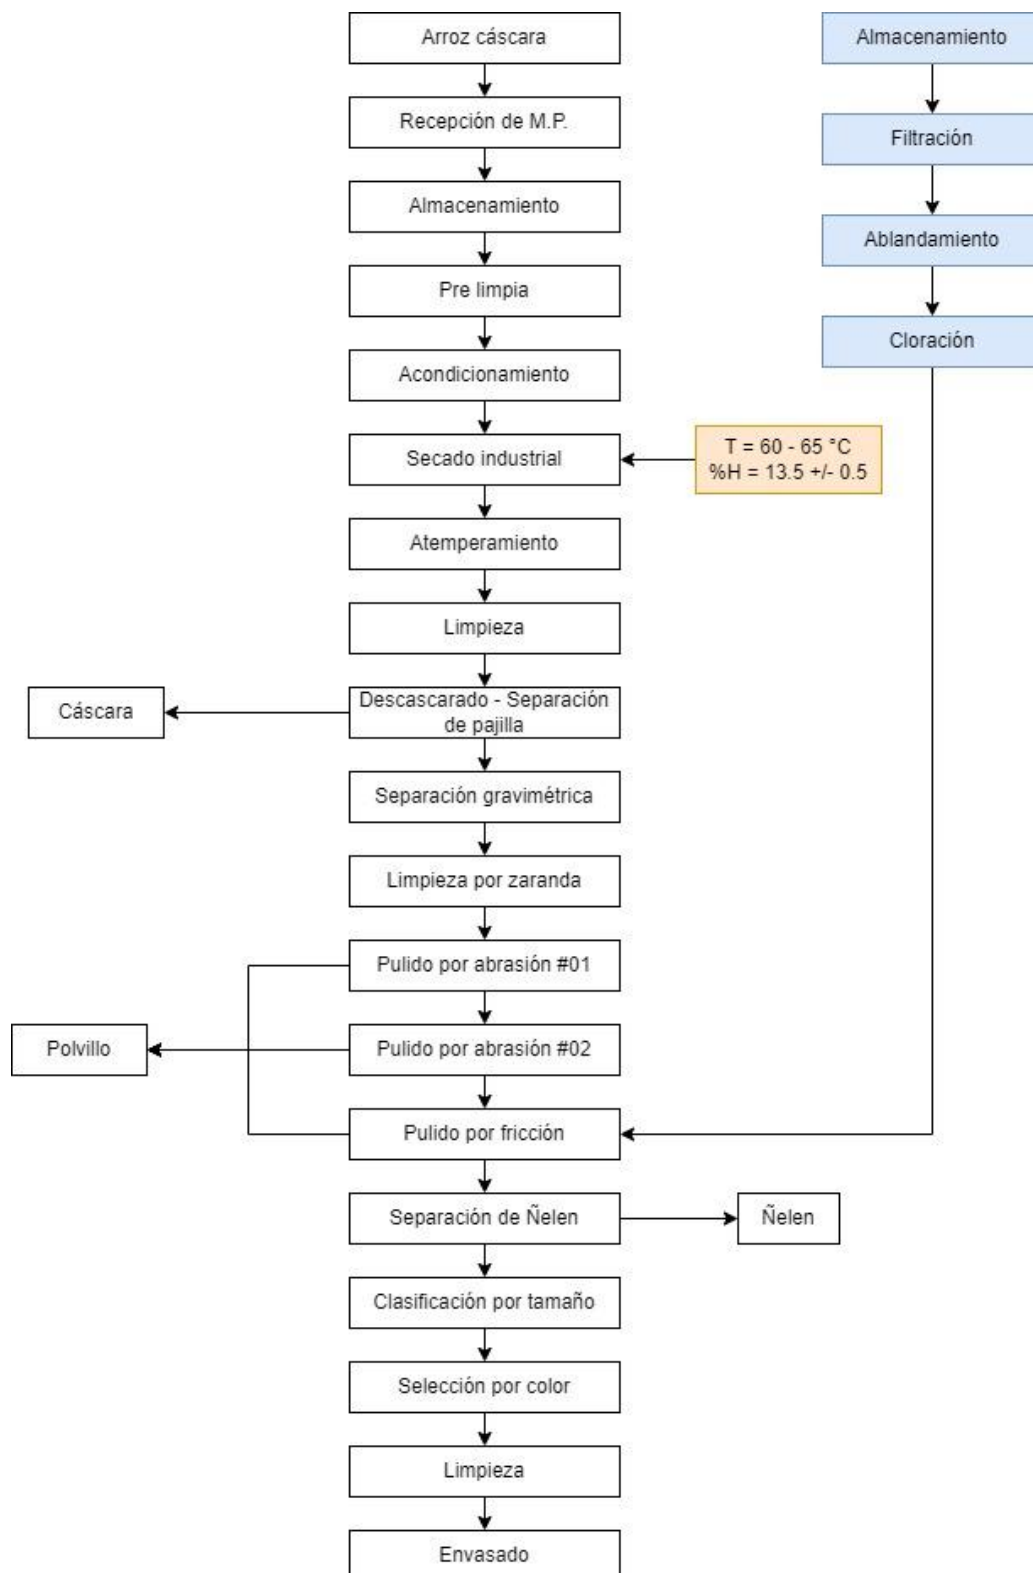 Arroz cáscara
Recepción de M.P.
Almacenamiento
Pre limpia
Acondicionamiento
Secado industrial
T = 60 - 65 °C
%H = 13.5 +/- 0.5
Atemperamiento
Limpieza
Descascarado - Separación
de pajilla
Cáscara
Separación gravimétrica
Limpieza por zaranda
Pulido por abrasión #01
Pulido por abrasión #02
Polvillo
Pulido por fricción
Separación de Ñelen
Ñelen
Clasificación por tamaño
Selección por color
Limpieza
Envasado
Almacenamiento
Filtración
Ablandamiento
Cloración